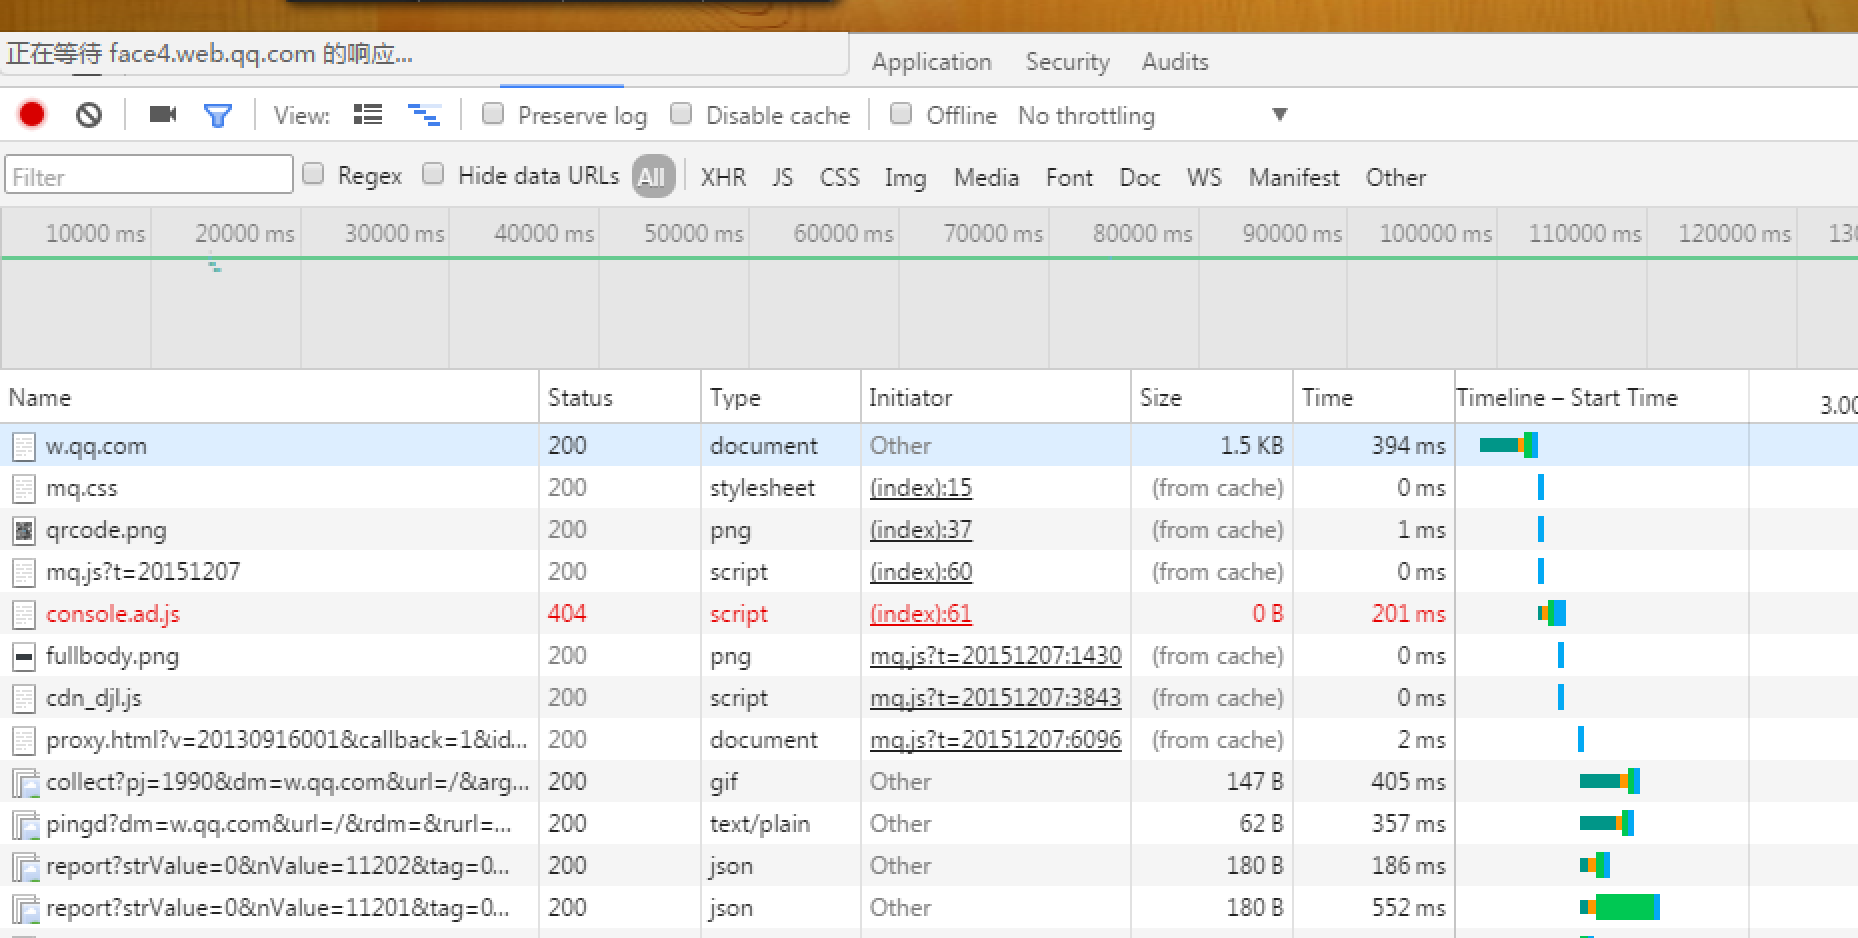 正在等待 face4.web.qq.com 的响应...
Application Security Audits
View: Preserve log Disable cache Offline No throttling ▼
Filter Regex Hide data URLs All XHR JS CSS Img Media Font Doc WS Manifest Other
10000 ms 20000 ms 30000 ms 40000 ms 50000 ms 60000 ms 70000 ms 80000 ms 90000 ms 100000 ms 110000 ms 120000 ms 130
Name Status Type Initiator Size Time Timeline – Start Time 3.00
w.qq.com 200 document Other 1.5 KB 394 ms
mq.css 200 stylesheet (index):15 (from cache) 0 ms
qrcode.png 200 png (index):37 (from cache) 1 ms
mq.js?t=20151207 200 script (index):60 (from cache) 0 ms
console.ad.js 404 script (index):61 0 B 201 ms
fullbody.png 200 png mq.js?t=20151207:1430 (from cache) 0 ms
cdn_djl.js 200 script mq.js?t=20151207:3843 (from cache) 0 ms
proxy.html?v=20130916001&callback=1&id... 200 document mq.js?t=20151207:6096 (from cache) 2 ms
collect?pj=1990&dm=w.qq.com&url=/&arg... 200 gif Other 147 B 405 ms
pingd?dm=w.qq.com&url=/&rdm=&rurl=... 200 text/plain Other 62 B 357 ms
report?strValue=0&nValue=11202&tag=0... 200 json Other 180 B 186 ms
report?strValue=0&nValue=11201&tag=0... 200 json Other 180 B 552 ms